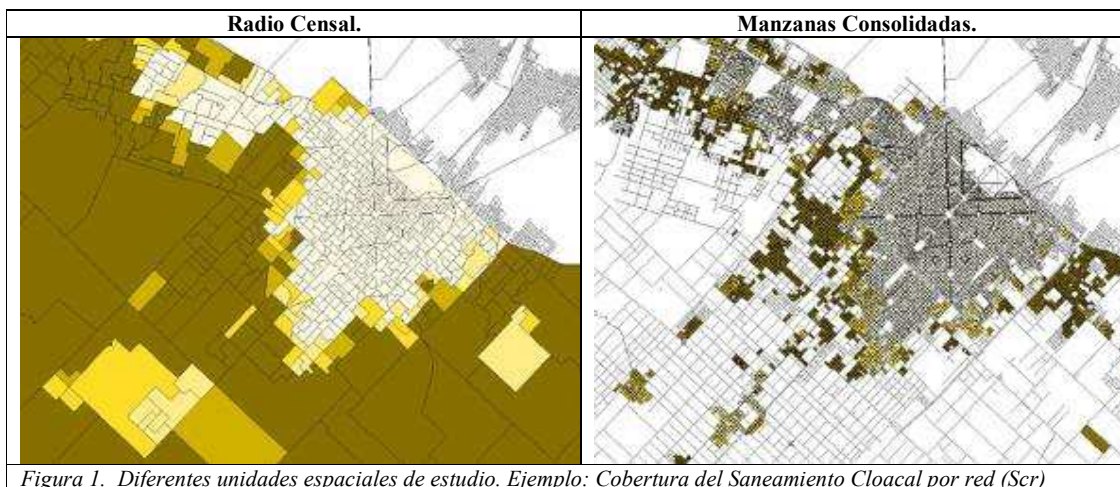 Radio Censal.
Manzanas Consolidadas.
Figura 1. Diferentes unidades espaciales de estudio. Ejemplo: Cobertura del Saneamiento Cloacal por red (Scr)